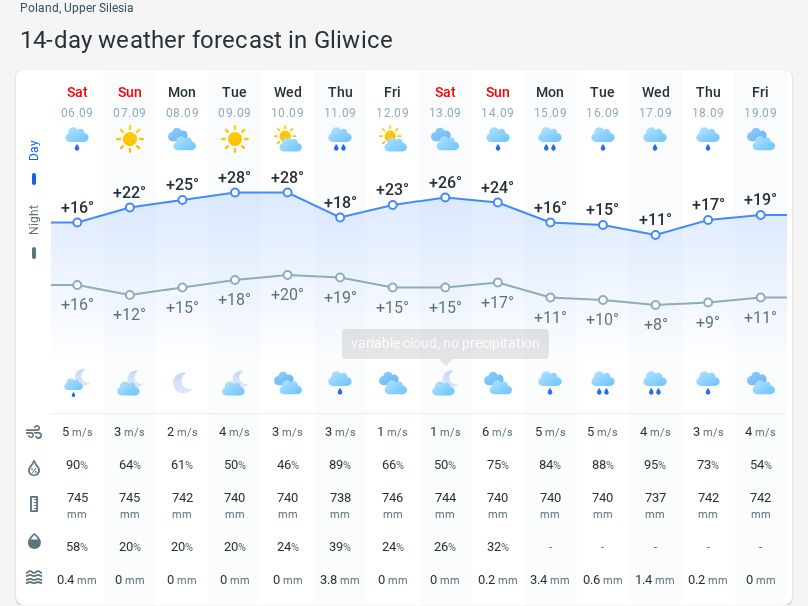 Poland, Upper Silesia
14-day weather forecast in Gliwice
Sat Sun Mon Tue Wed Thu Fri Sat Sun Mon Tue Wed Thu Fri
06.09 07.09 08.09 09.09 10.09 11.09 12.09 13.09 14.09 15.09 16.09 17.09 18.09 19.09
Day
+16° +22° +25° +28° +28° +18° +23° +26° +24° +16° +15° +11° +17° +19°
Night
+16° +12° +15° +18° +20° +19° +15° +15° +17° +11° +10° +8° +9° +11°
variable cloud, no precipitation
5 m/s 3 m/s 2 m/s 4 m/s 3 m/s 3 m/s 1 m/s 1 m/s 6 m/s 5 m/s 5 m/s 4 m/s 3 m/s 4 m/s
90% 64% 61% 50% 46% 89% 66% 50% 75% 84% 88% 95% 73% 54%
745 745 742 740 740 738 746 744 740 740 740 737 742 742
mm mm mm mm mm mm mm mm mm mm mm mm mm mm
58% 20% 20% 20% 24% 39% 24% 26% 32% - - - - -
0.4 mm 0 mm 0 mm 0 mm 0 mm 3.8 mm 0 mm 0 mm 0.2 mm 3.4 mm 0.6 mm 1.4 mm 0.2 mm 0 mm